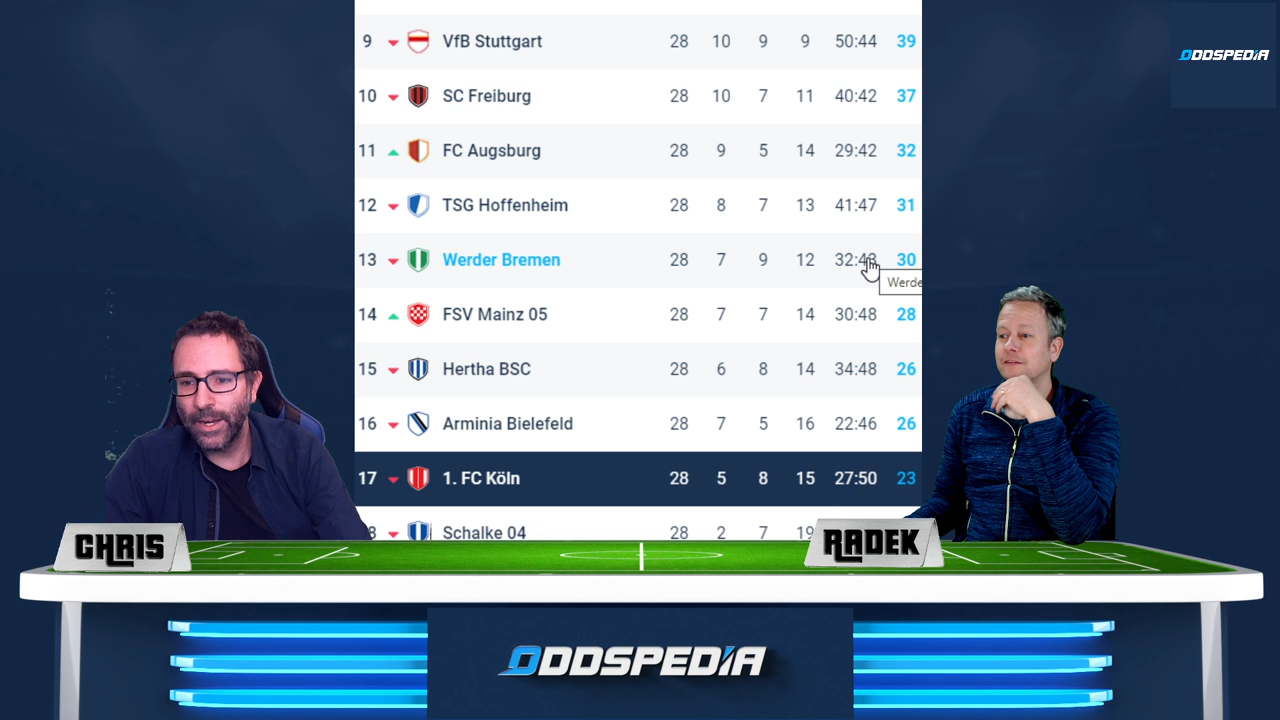 9 VfB Stuttgart 28 10 9 9 50:44 39
ODDSPEDIA
10 SC Freiburg 28 10 7 11 40:42 37
11 FC Augsburg 28 9 5 14 29:42 32
12 TSG Hoffenheim 28 8 7 13 41:47 31
13 Werder Bremen 28 7 9 12 32:43 30
Werde
14 FSV Mainz 05 28 7 7 14 30:48 28
15 Hertha BSC 28 6 8 14 34:48 26
16 Arminia Bielefeld 28 7 5 16 22:46 26
17 1. FC Köln 28 5 8 15 27:50 23
8 Schalke 04 28 2 7 19
CHRIS
RADEK
ODDSPEDIA